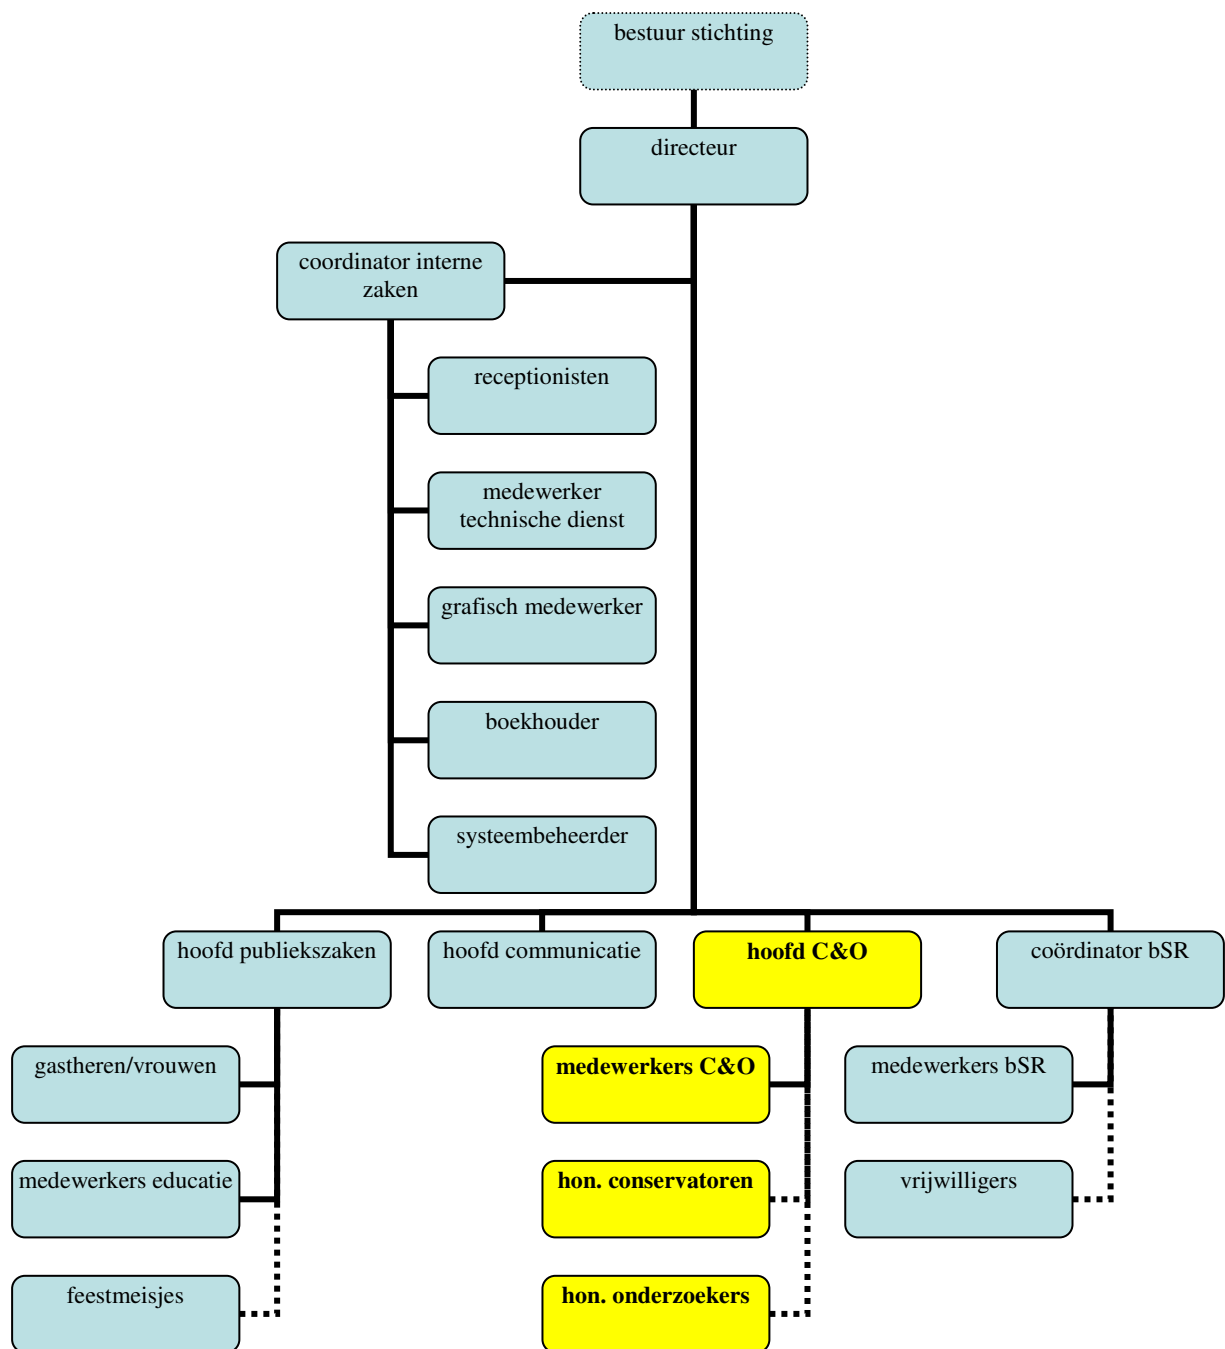 bestuur stichting
directeur
coordinator interne
zaken
receptionisten
medewerker
technische dienst
grafisch medewerker
boekhouder
systeembeheerder
hoofd publiekszaken
hoofd communicatie
hoofd C&O
coördinator bSR
gastheren/vrouwen
medewerkers C&O
medewerkers bSR
medewerkers educatie
hon. conservatoren
vrijwilligers
feestmeisjes
hon. onderzoekers